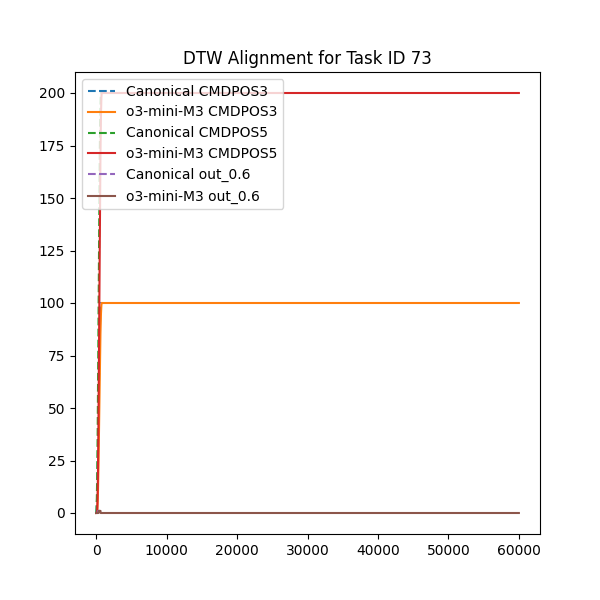 DTW Alignment for Task ID 73
200
175
150
125
100
75
50
25
0
Canonical CMDPOS3
o3-mini-M3 CMDPOS3
Canonical CMDPOS5
o3-mini-M3 CMDPOS5
Canonical out_0.6
o3-mini-M3 out_0.6
0 10000 20000 30000 40000 50000 60000